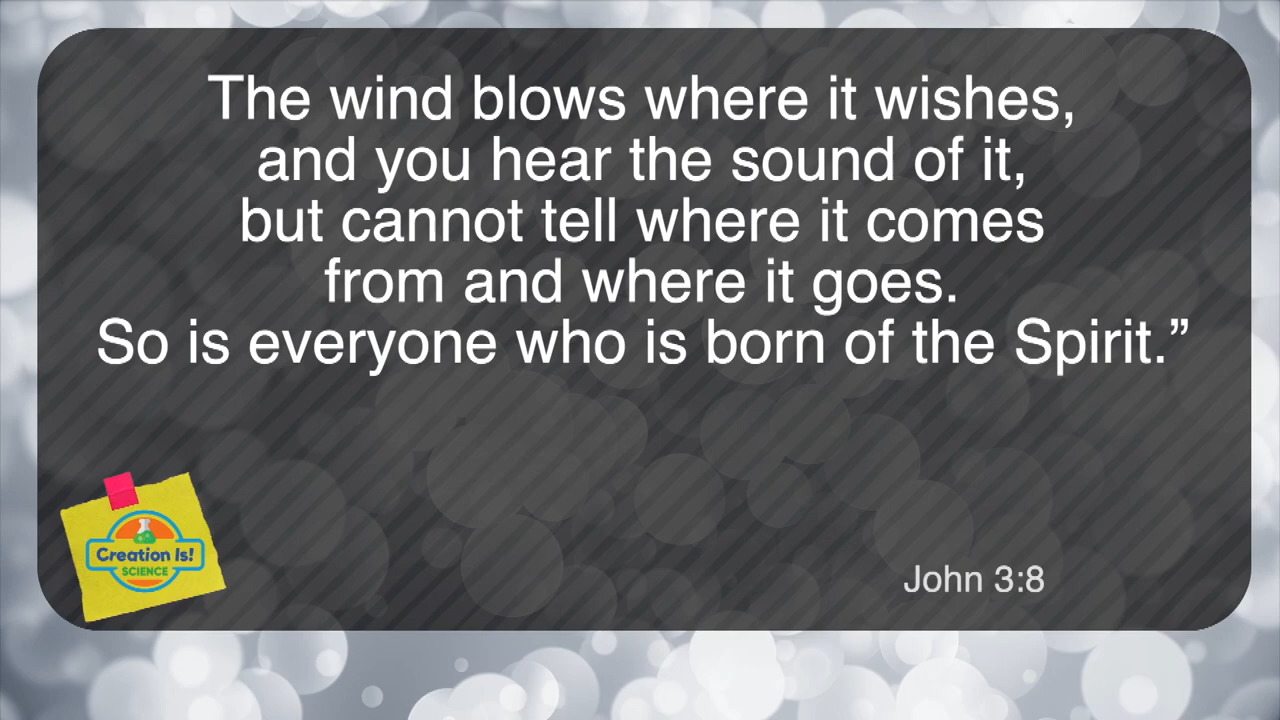 The wind blows where it wishes,
and you hear the sound of it,
but cannot tell where it comes
from and where it goes.
So is everyone who is born of the Spirit.”
Creation Is!
SCIENCE
John 3:8